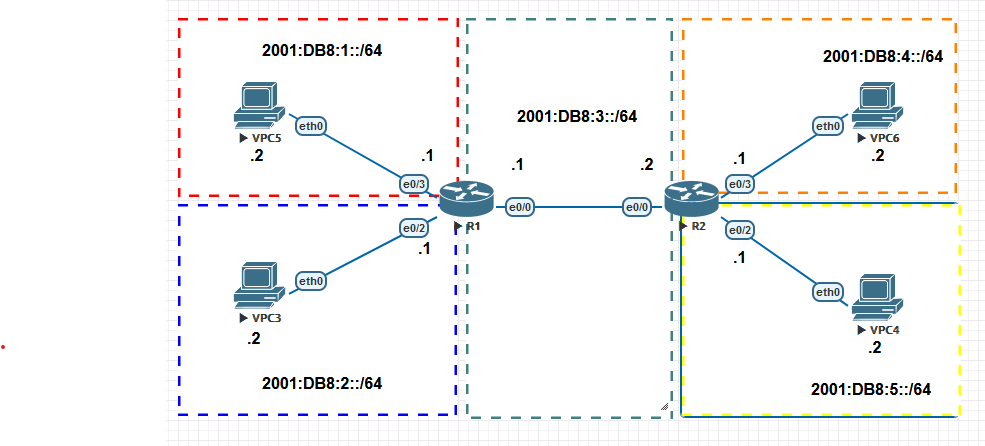 2001:DB8:1::/64
eth0
VPC5
.2
.1
e0/3
2001:DB8:3::/64
.1
.2
e0/0
e0/0
R1
R2
2001:DB8:4::/64
eth0
VPC6
.2
.1
e0/3
e0/2
.1
eth0
VPC3
.2
2001:DB8:2::/64
e0/2
.1
eth0
VPC4
.2
2001:DB8:5::/64